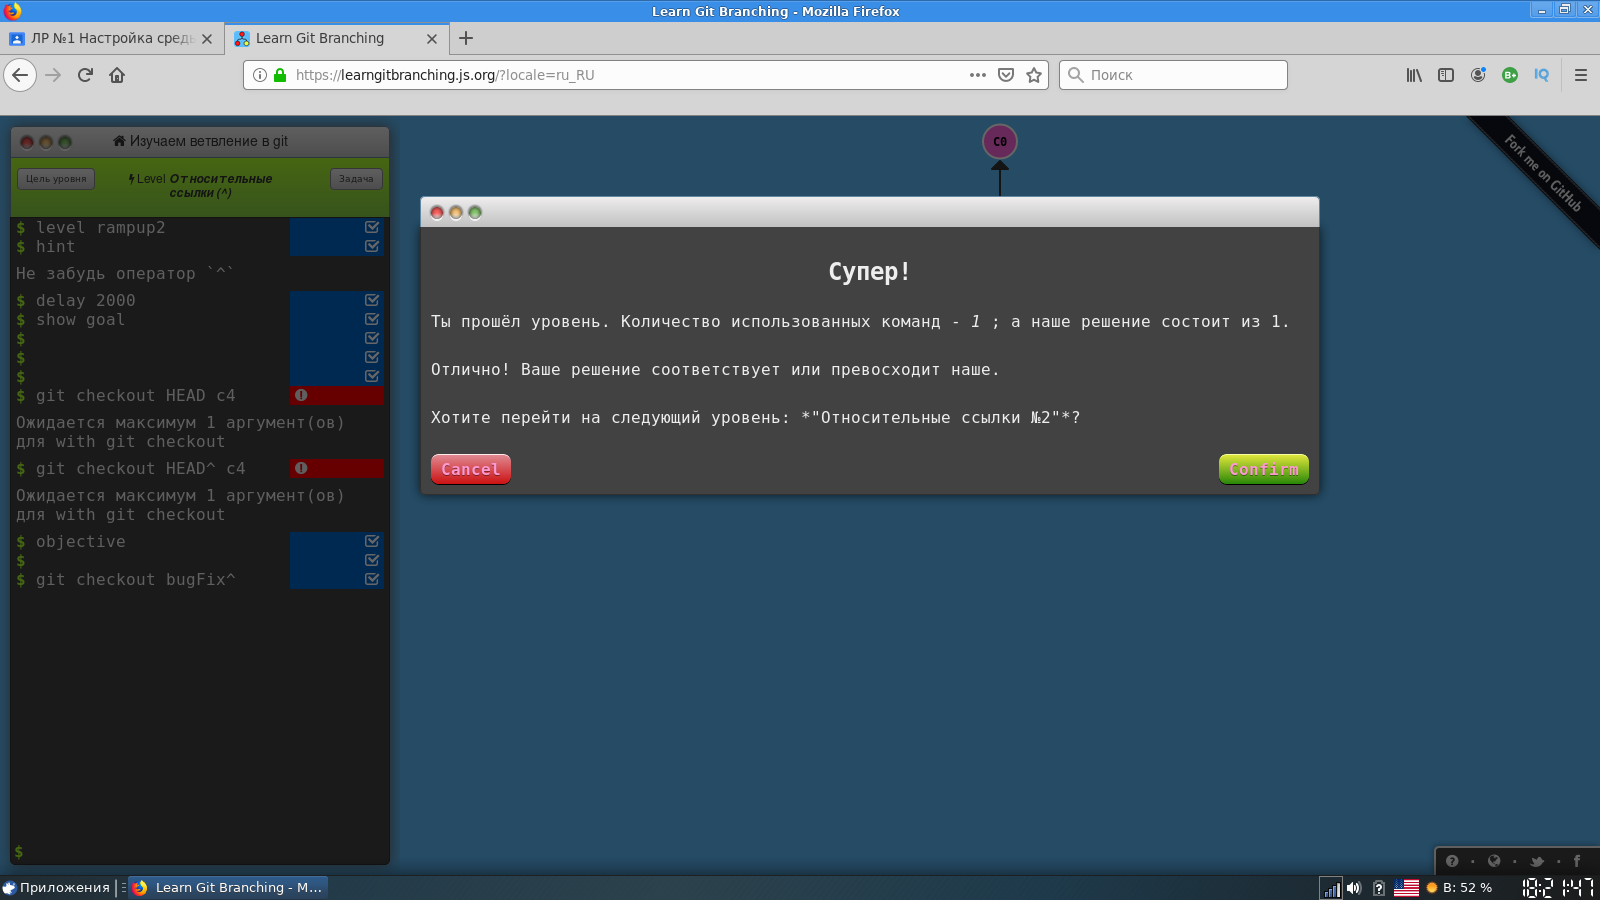 Learn Git Branching - Mozilla Firefox
ЛР №1 Настройка сред
Learn Git Branching
https://learngitbranching.js.org/?locale=ru_RU
Поиск
B+
IQ
Изучаем ветвление в git
Цель уровня
Level Относительные
ссылки (^)
Задача
$ level rampup2
$ hint
Не забудь оператор `^`
$ delay 2000
$ show goal
$
$
$
$ git checkout HEAD c4
Ожидается максимум 1 аргумент(ов)
для with git checkout
$ git checkout HEAD^ c4
Ожидается максимум 1 аргумент(ов)
для with git checkout
$ objective
$
$ git checkout bugFix^
$
C0
Fork me on GitHub
Супер!
Ты прошёл уровень. Количество использованных команд - 1 ; а наше решение состоит из 1.
Отлично! Ваше решение соответствует или превосходит наше.
Хотите перейти на следующий уровень: *"Относительные ссылки №2"*?
Cancel
Confirm
Приложения
Learn Git Branching - M...
B: 52 %
18:21:47